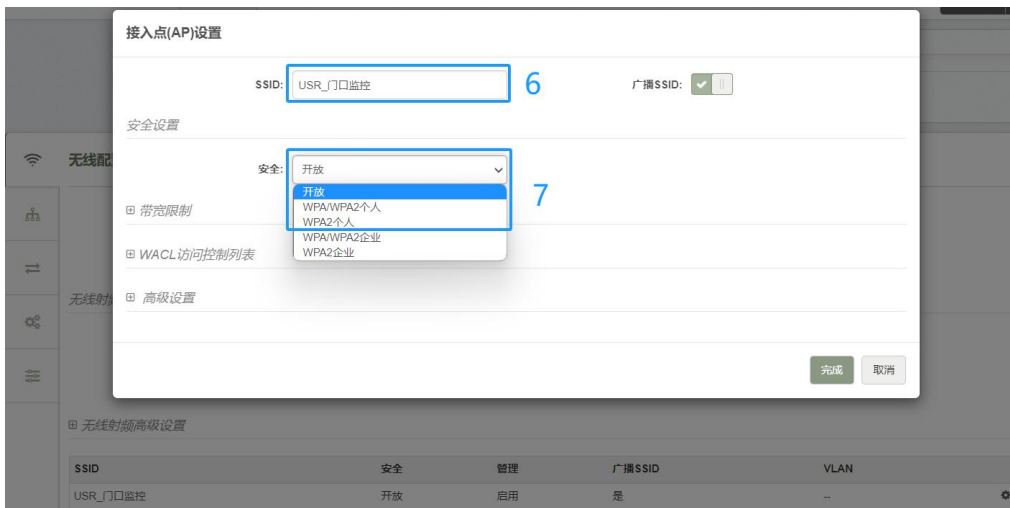 接入点(AP)设置
SSID: USR_门口监控 6 广播SSID:
安全设置
安全: 开放
开放 7
WPA/WPA2个人
WPA2个人
WPA/WPA2企业
WPA2企业
带宽限制
WACL访问控制列表
高级设置
完成 取消
无线配
无线射
无线射频高级设置
SSID 安全 管理 广播SSID VLAN
USR_门口监控 开放 启用 是 --